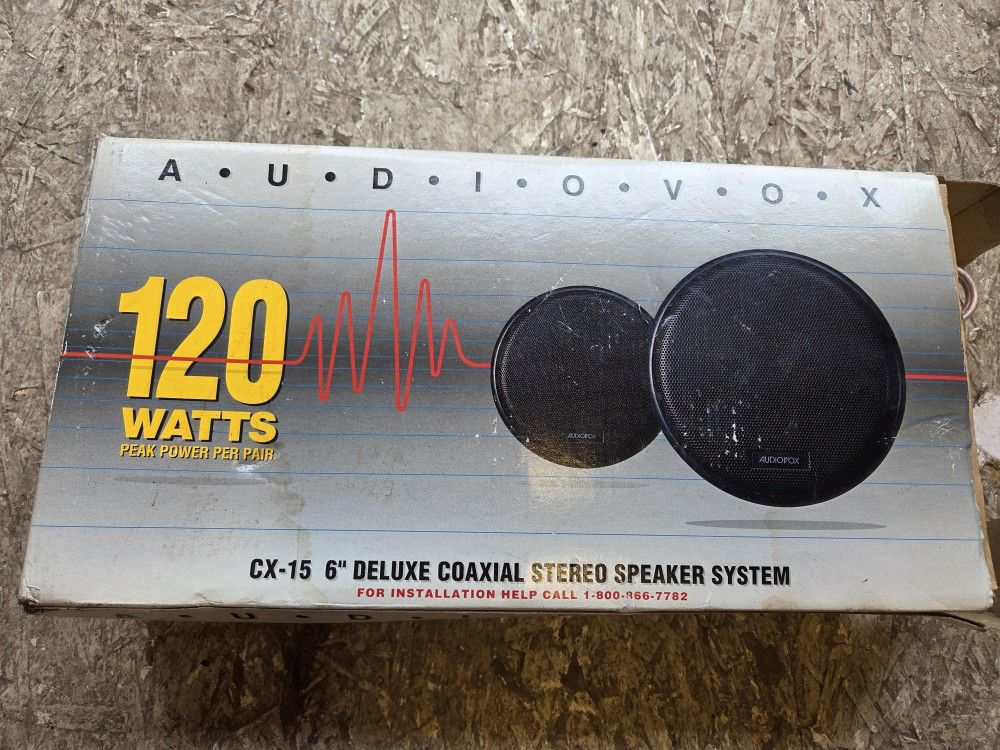 A • U • D • I • O • V • O • X
120
WATTS
PEAK POWER PER PAIR
AUDIOVOX
AUDIOVOX
CX-15 6" DELUXE COAXIAL STEREO SPEAKER SYSTEM
FOR INSTALLATION HELP CALL 1-800-866-7782
A • U • D •